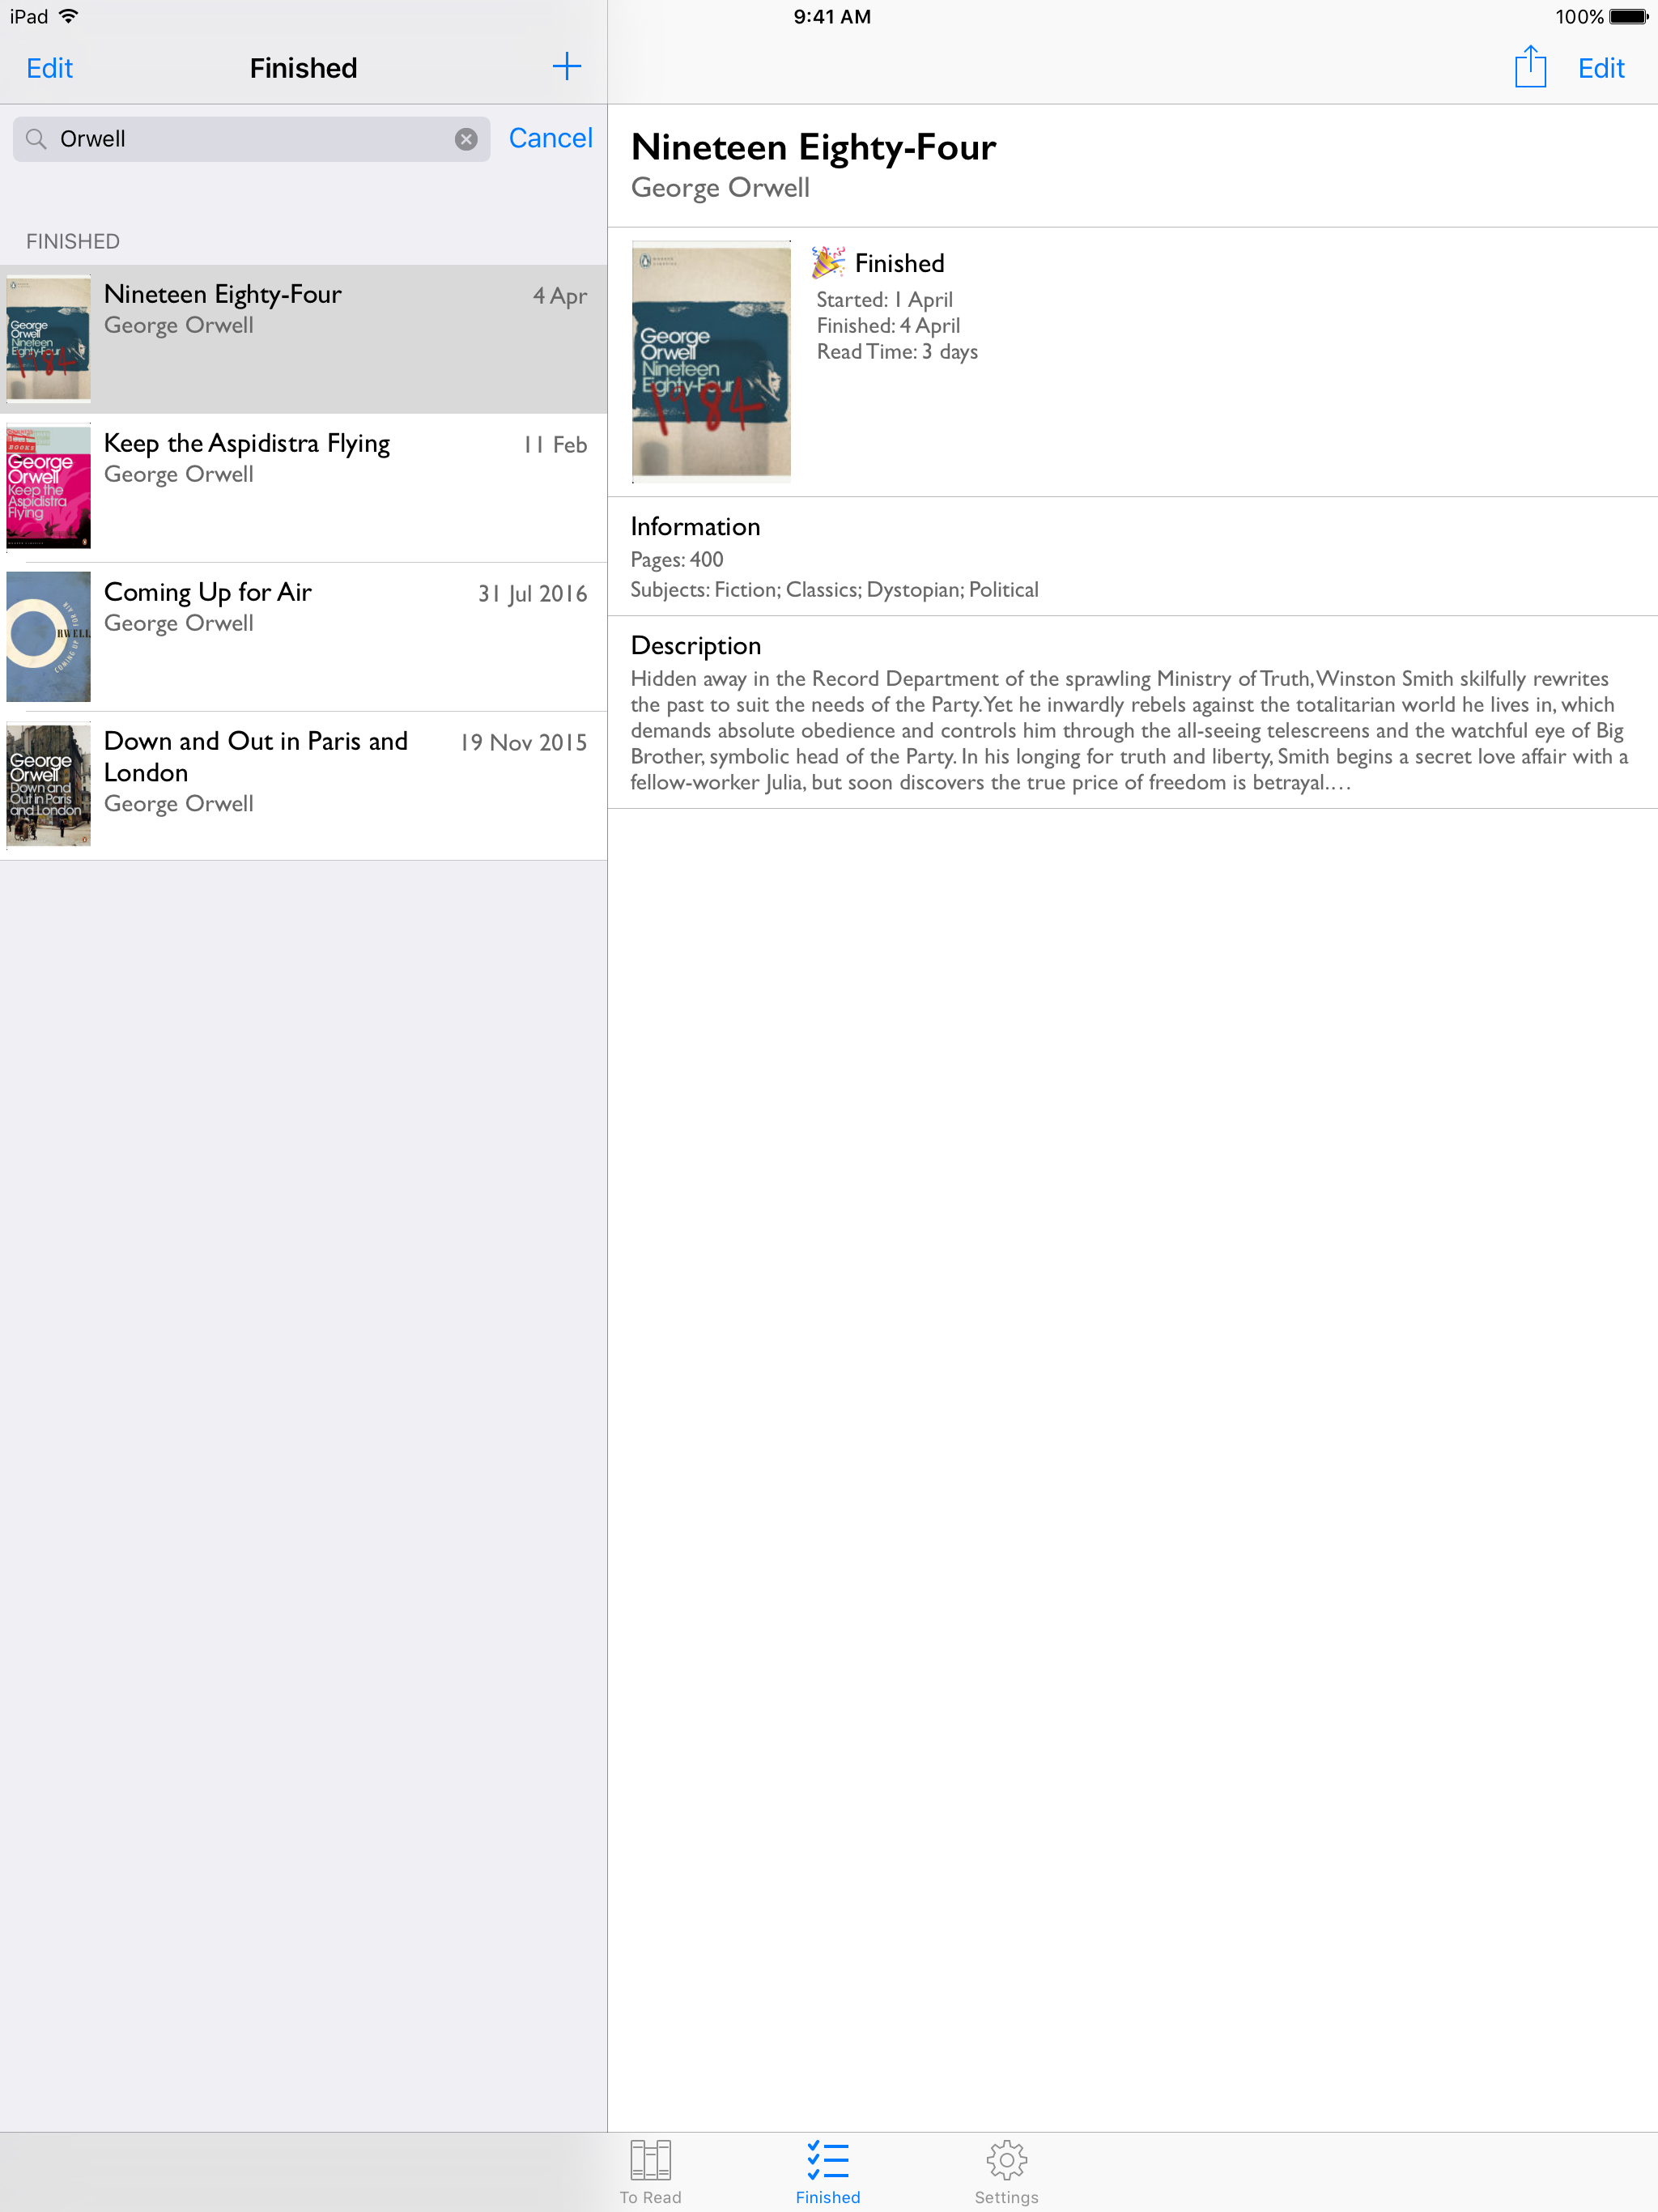 iPad
9:41 AM
100%
Edit
Finished
Edit
Orwell
Cancel
FINISHED
Nineteen Eighty-Four
4 Apr
George Orwell
George
Orwell
Nineteen
Eighty-Four
1984
Keep the Aspidistra Flying
11 Feb
George Orwell
BOOKS
George
Orwell
Keep the
Aspidistra
Flying
Coming Up for Air
31 Jul 2016
George Orwell
ORWELL
COMING UP FOR AIR
Down and Out in Paris and
London
19 Nov 2015
George Orwell
George
Orwell
Down and
Out in Paris
and London
Nineteen Eighty-Four
George Orwell
George
Orwell
Nineteen
Eighty-Four
1984
Finished
Started: 1 April
Finished: 4 April
Read Time: 3 days
Information
Pages: 400
Subjects: Fiction; Classics; Dystopian; Political
Description
Hidden away in the Record Department of the sprawling Ministry of Truth, Winston Smith skilfully rewrites
the past to suit the needs of the Party. Yet he inwardly rebels against the totalitarian world he lives in, which
demands absolute obedience and controls him through the all-seeing telescreens and the watchful eye of Big
Brother, symbolic head of the Party. In his longing for truth and liberty, Smith begins a secret love affair with a
fellow-worker Julia, but soon discovers the true price of freedom is betrayal.…
To Read
Finished
Settings